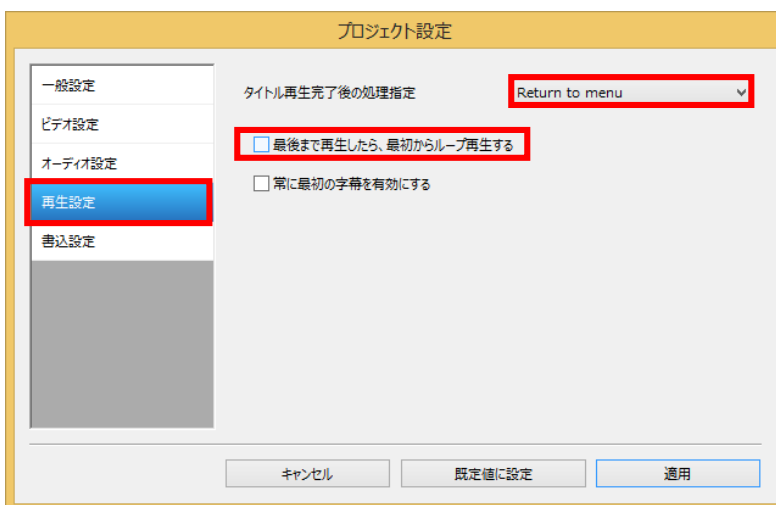 プロジェクト設定
一般設定
ビデオ設定
オーディオ設定
再生設定
書込設定
タイトル再生完了後の処理指定
Return to menu
最後まで再生したら、最初からループ再生する
常に最初の字幕を有効にする
キャンセル
既定値に設定
適用